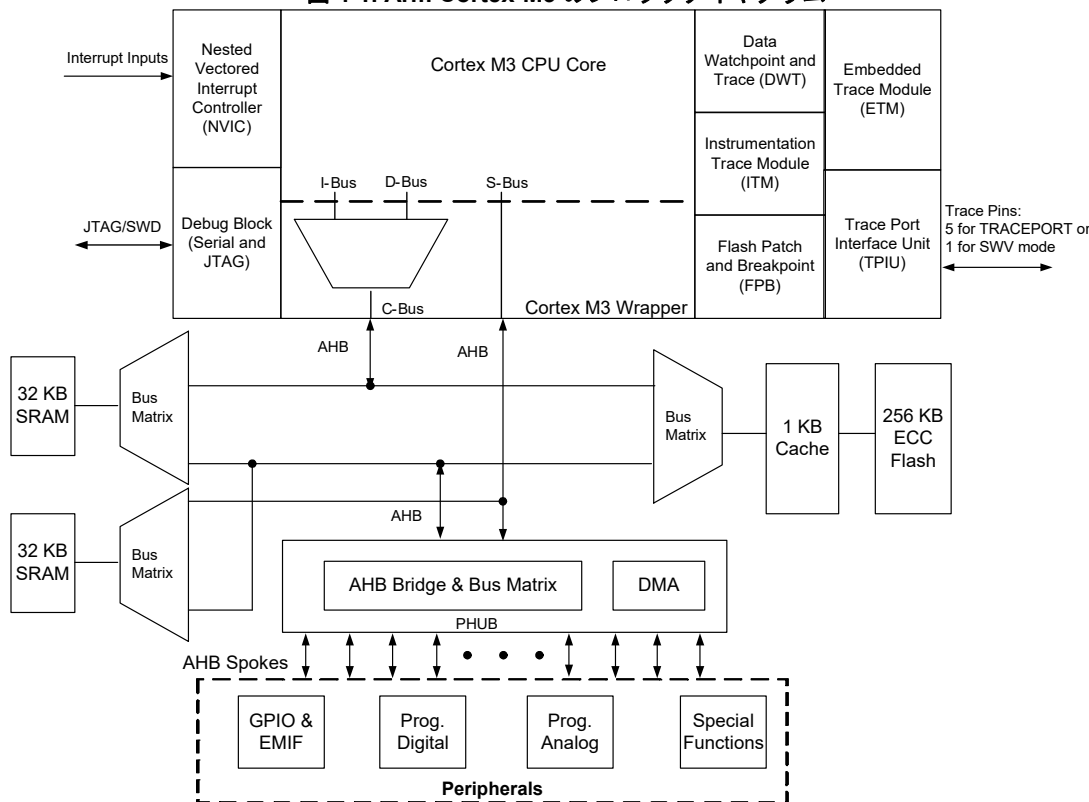 Interrupt Inputs
Nested
Vectored
Interrupt
Controller
(NVIC)
Cortex M3 CPU Core
Data
Watchpoint and
Trace (DWT)
Embedded
Trace Module
(ETM)
Instrumentation
Trace Module
(ITM)
I-Bus
D-Bus
S-Bus
JTAG/SWD
Debug Block
(Serial and
JTAG)
Flash Patch
and Breakpoint
(FPB)
Trace Port
Interface Unit
(TPIU)
Trace Pins:
5 for TRACEPORT or
1 for SWV mode
C-Bus
Cortex M3 Wrapper
AHB
AHB
32 KB
SRAM
Bus
Matrix
Bus
Matrix
1 KB
Cache
256 KB
ECC
Flash
AHB
32 KB
SRAM
Bus
Matrix
AHB Bridge & Bus Matrix
DMA
PHUB
AHB Spokes
GPIO &
EMIF
Prog.
Digital
Prog.
Analog
Special
Functions
Peripherals